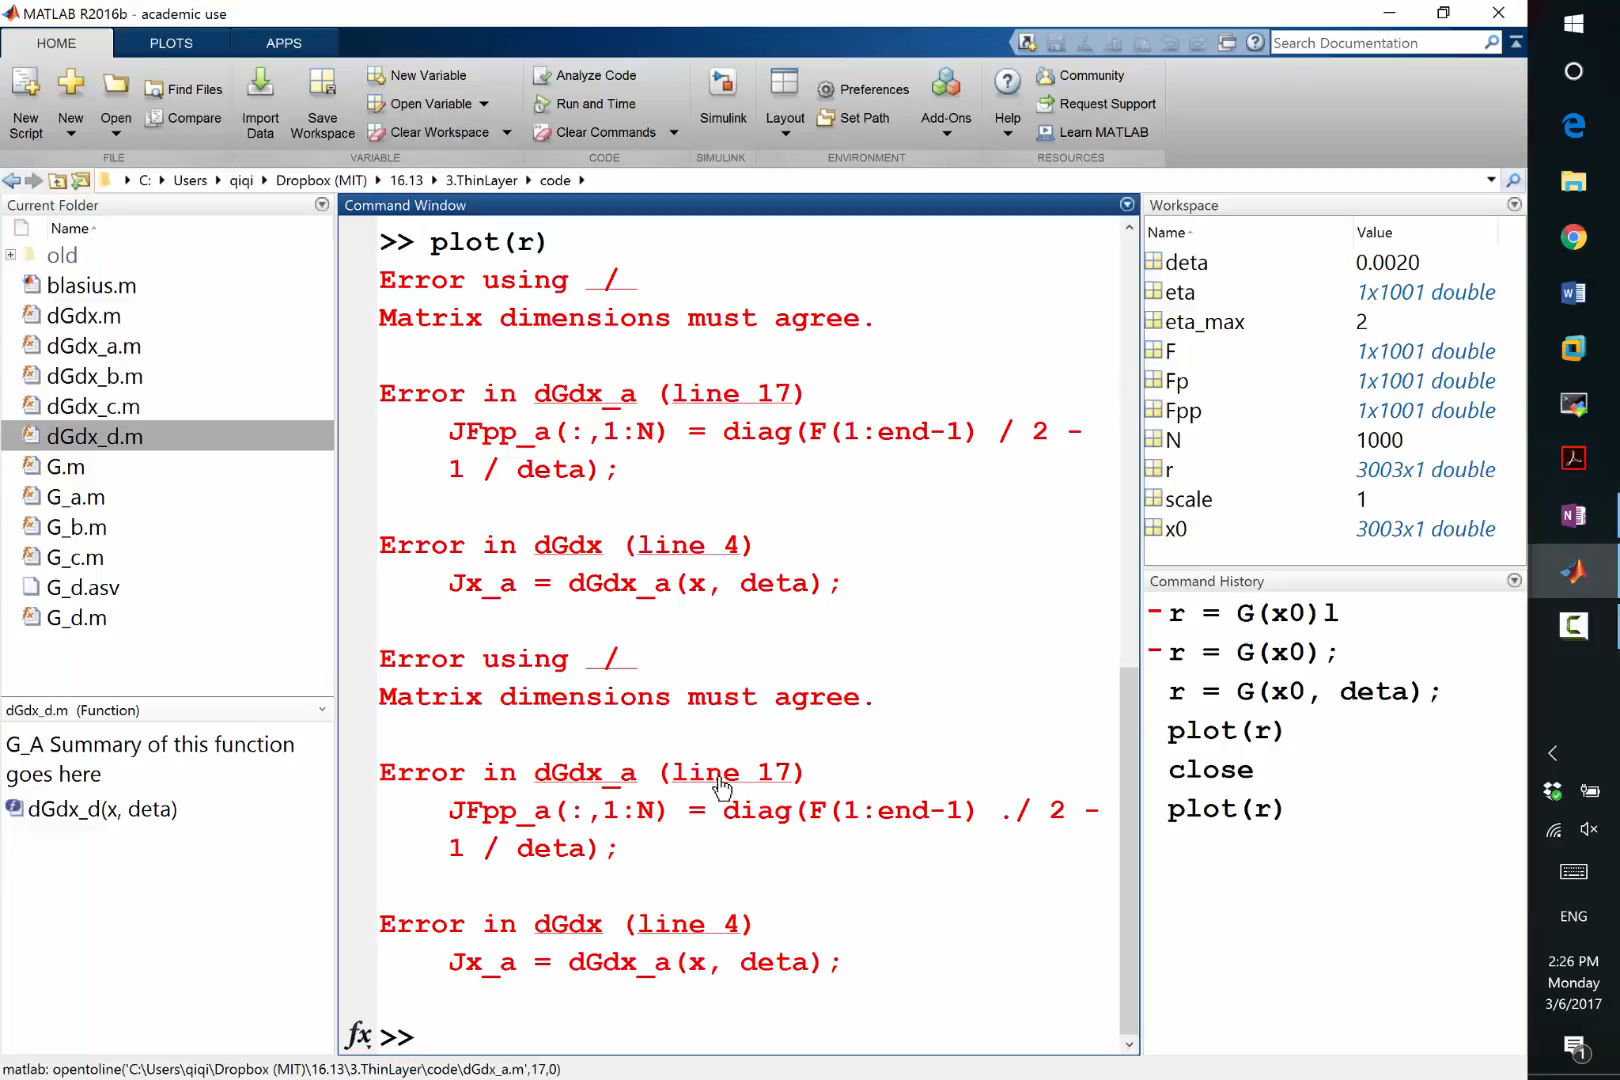 MATLAB R2016b - academic use
HOME
PLOTS
APPS
Search Documentation
New Script
New
Open
Find Files
Compare
Import Data
Save Workspace
New Variable
Open Variable
Clear Workspace
Analyze Code
Run and Time
Clear Commands
Simulink
Layout
Preferences
Set Path
Add-Ons
Help
Community
Request Support
Learn MATLAB
FILE
VARIABLE
CODE
SIMULINK
ENVIRONMENT
RESOURCES
C: Users qiqi Dropbox (MIT) 16.13 3.ThinLayer code
Current Folder
Name
old
blasius.m
dGdx.m
dGdx_a.m
dGdx_b.m
dGdx_c.m
dGdx_d.m
G.m
G_a.m
G_b.m
G_c.m
G_d.asv
G_d.m
dGdx_d.m (Function)
G_A Summary of this function
goes here
dGdx_d(x, deta)
Command Window
>> plot(r)
Error using /
Matrix dimensions must agree.
Error in dGdx_a (line 17)
JFpp_a(:,1:N) = diag(F(1:end-1) / 2 -
1 / deta);
Error in dGdx (line 4)
Jx_a = dGdx_a(x, deta);
Error using /
Matrix dimensions must agree.
Error in dGdx_a (line 17)
JFpp_a(:,1:N) = diag(F(1:end-1) ./ 2 -
1 / deta);
Error in dGdx (line 4)
Jx_a = dGdx_a(x, deta);
fx >>
Workspace
Name Value
deta 0.0020
eta 1x1001 double
eta_max 2
F 1x1001 double
Fp 1x1001 double
Fpp 1x1001 double
N 1000
r 3003x1 double
scale 1
x0 3003x1 double
Command History
r = G(x0)l
r = G(x0);
r = G(x0, deta);
plot(r)
close
plot(r)
ENG
2:26 PM
Monday
3/6/2017
1
matlab: opentoline('C:\Users\qiqi\Dropbox (MIT)\16.13\3.ThinLayer\code\dGdx_a.m',17,0)